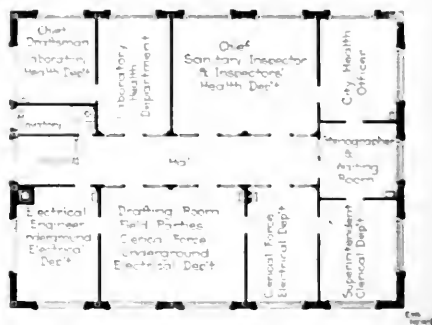 Chief
Draftsman
Laboratory
Health Dep't
Laboratory
Health
Department
Chief
Sanitary Inspector
& Inspectors'
Health Dep't
City Health
Officer
Lavatory
Hall
Stenographer
&
Waiting
Room
Electrical
Engineer
Underground
Electrical
Dep't
Drafting Room
Field Parties
Clerical Force
Underground
Electrical Dep't
Clerical Force
Electrical Dep't
Superintendent
Clerical Dep't